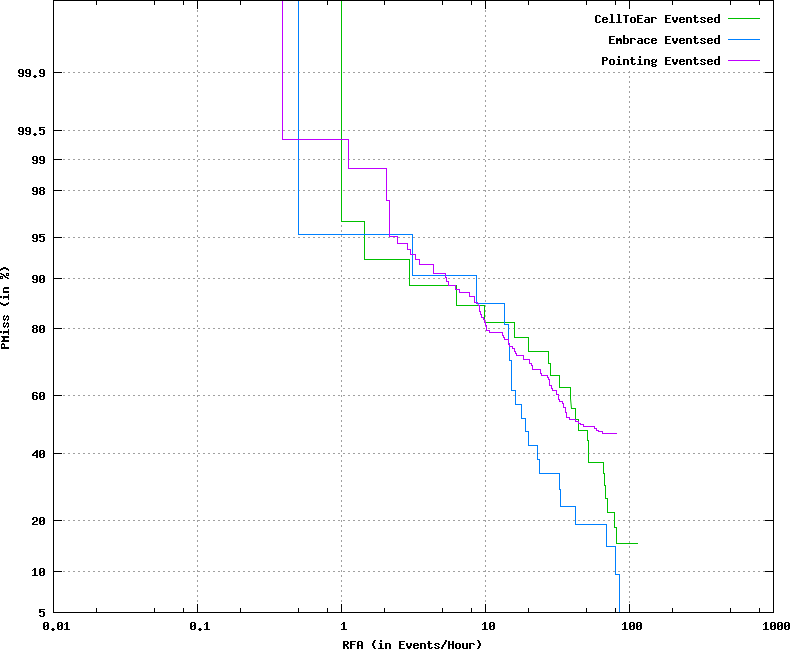 CellToEar Eventsed
Embrace Eventsed
Pointing Eventsed
99.9
99.5
99
98
95
90
80
60
40
20
10
5
PMiss (in %)
0.01 0.1 1 10 100 1000
RFA (in Events/Hour)